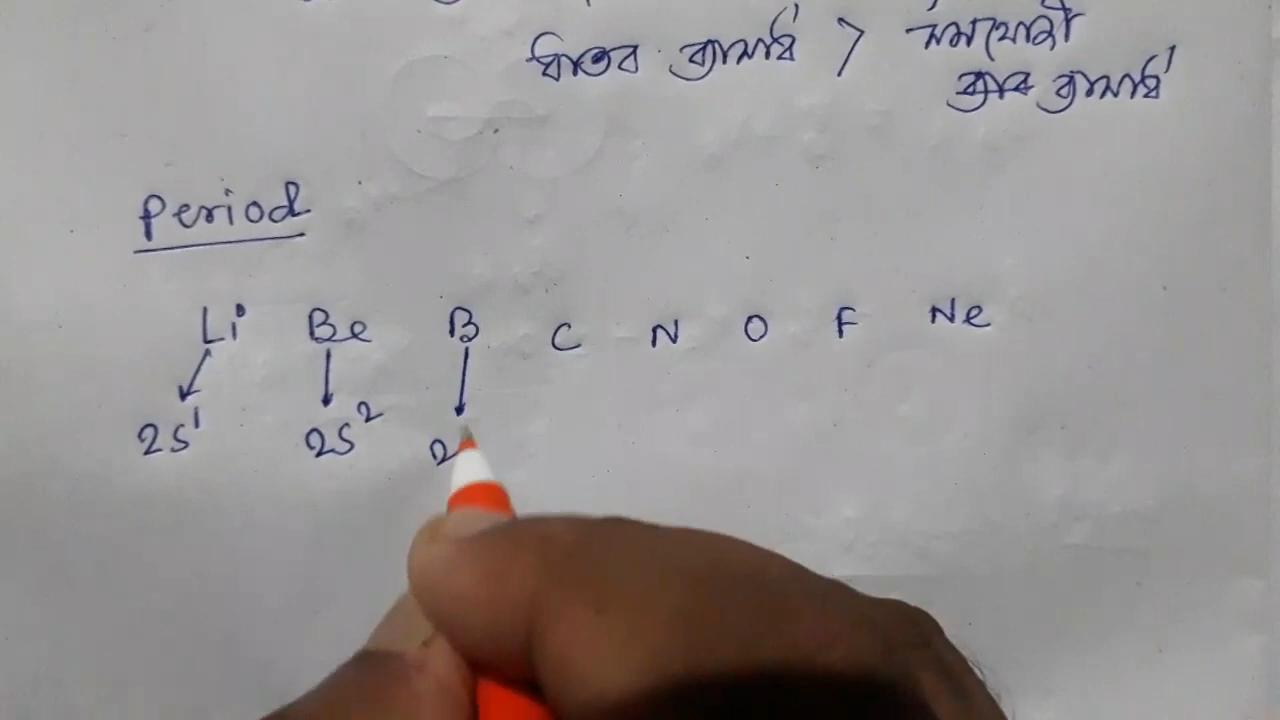 ধাতব ব্যাসার্ধ > সমযোজী
ব্যাসার্ধ
Period
Li Be B C N O F Ne
2s¹ 2s² 2